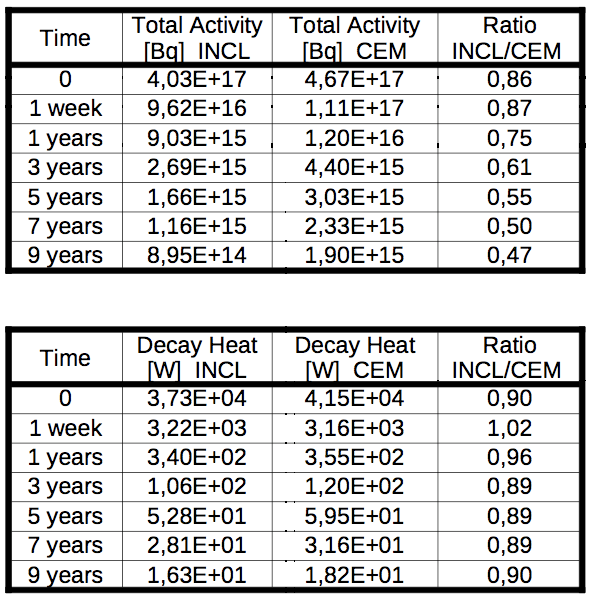 Time Total Activity [Bq] INCL Total Activity [Bq] CEM Ratio INCL/CEM
0 4,03E+17 4,67E+17 0,86
1 week 9,62E+16 1,11E+17 0,87
1 years 9,03E+15 1,20E+16 0,75
3 years 2,69E+15 4,40E+15 0,61
5 years 1,66E+15 3,03E+15 0,55
7 years 1,16E+15 2,33E+15 0,50
9 years 8,95E+14 1,90E+15 0,47
Time Decay Heat [W] INCL Decay Heat [W] CEM Ratio INCL/CEM
0 3,73E+04 4,15E+04 0,90
1 week 3,22E+03 3,16E+03 1,02
1 years 3,40E+02 3,55E+02 0,96
3 years 1,06E+02 1,20E+02 0,89
5 years 5,28E+01 5,95E+01 0,89
7 years 2,81E+01 3,16E+01 0,89
9 years 1,63E+01 1,82E+01 0,90